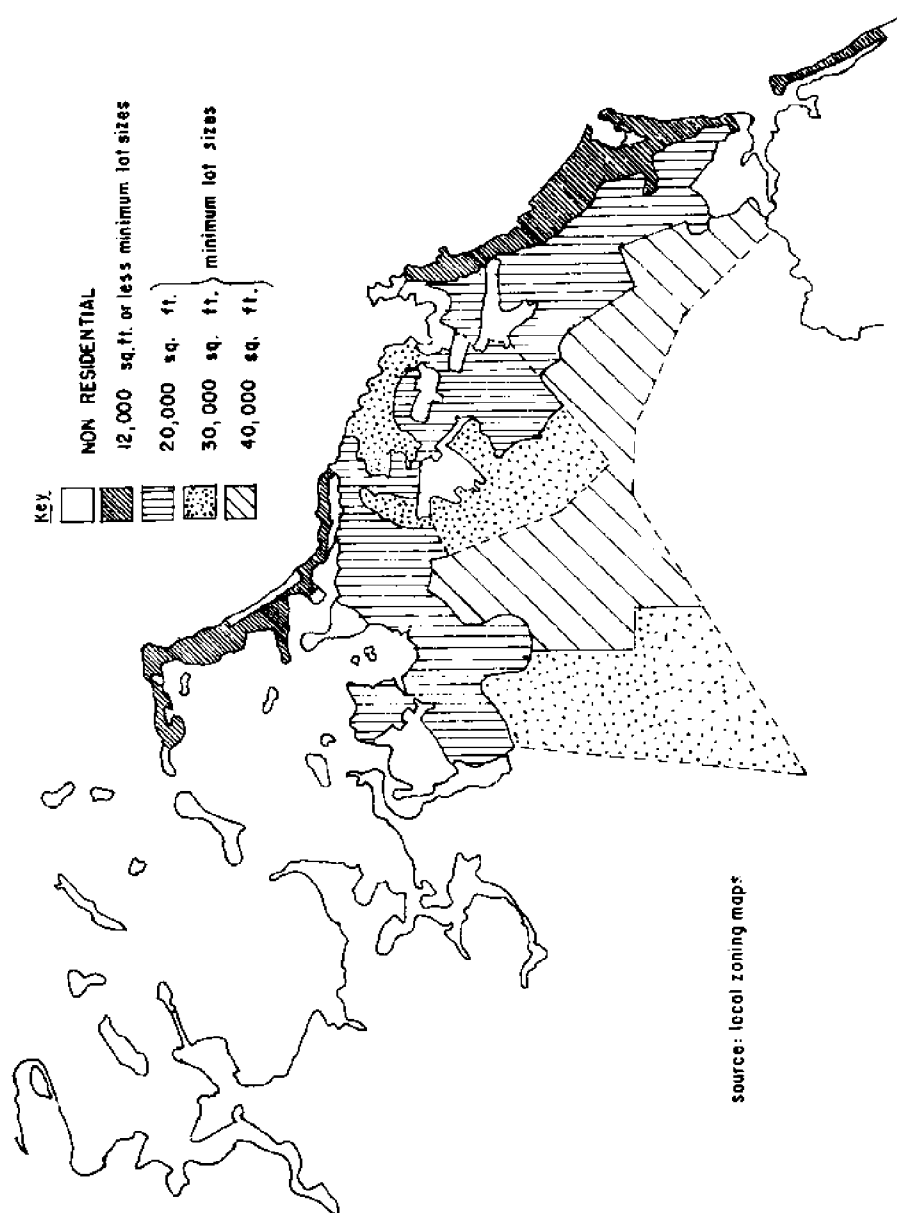 Key
NON RESIDENTIAL
12,000 sq. ft. or less minimum lot sizes
20,000 sq. ft.
30,000 sq. ft. minimum lot sizes
40,000 sq. ft.
source: local zoning maps